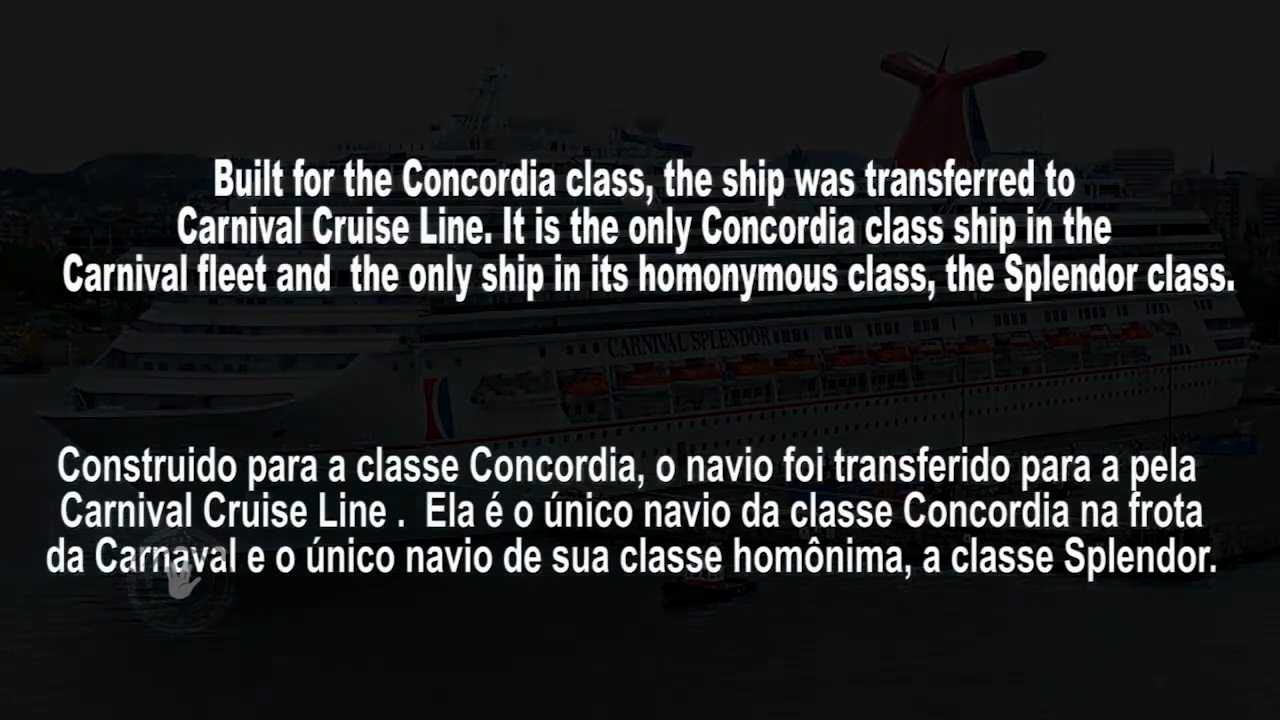 Built for the Concordia class, the ship was transferred to
Carnival Cruise Line. It is the only Concordia class ship in the
Carnival fleet and  the only ship in its homonymous class, the Splendor class.
CARNIVAL SPLENDOR
Construido para a classe Concordia, o navio foi transferido para a pela
Carnival Cruise Line .  Ela é o único navio da classe Concordia na frota
da Carnaval e o único navio de sua classe homônima, a classe Splendor.